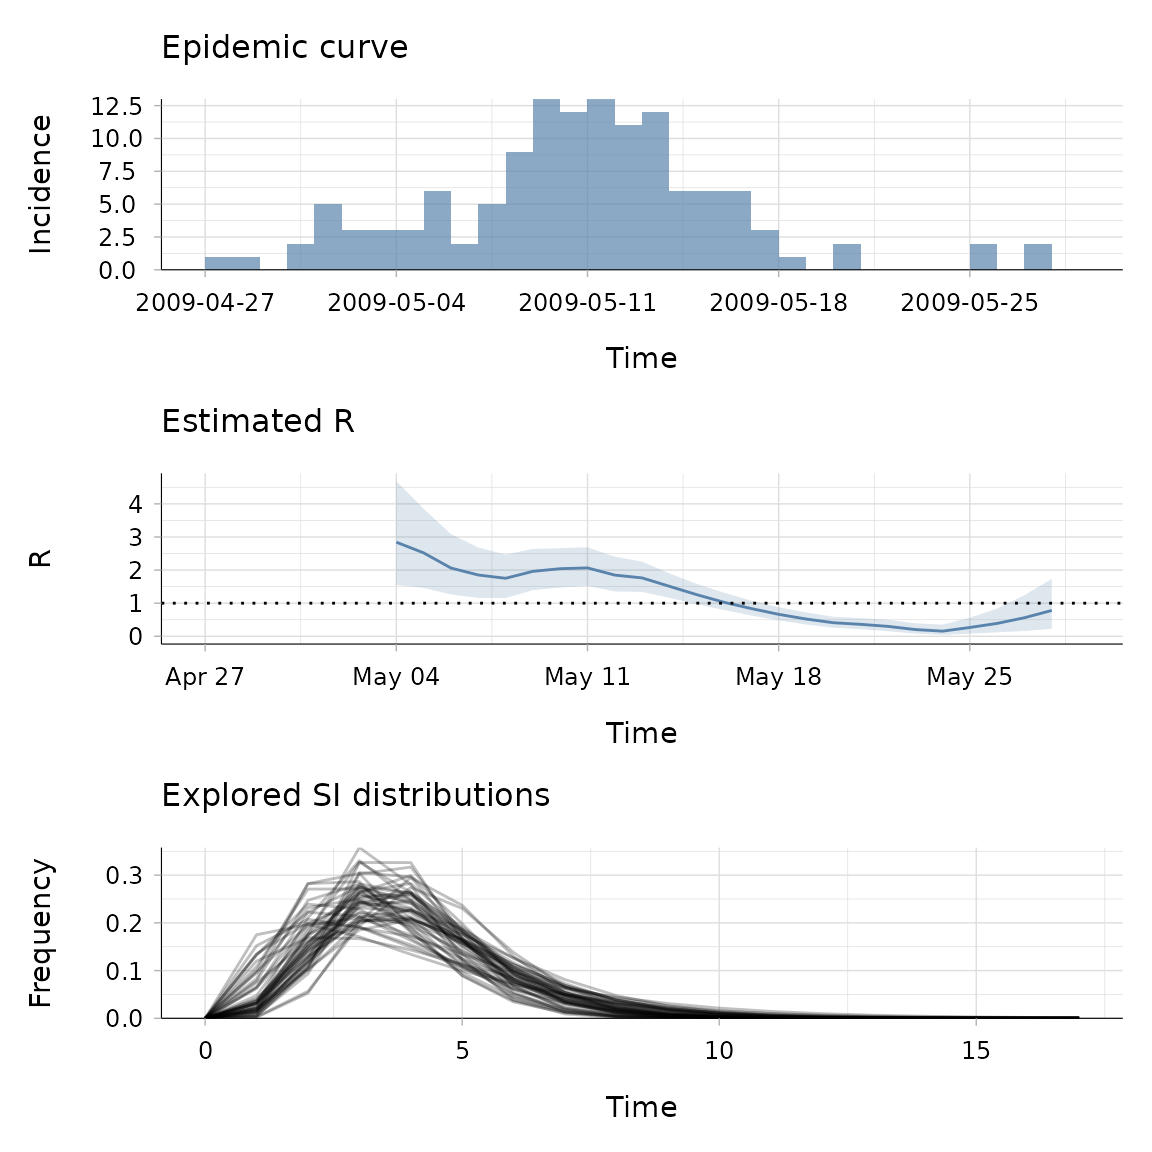 Epidemic curve
Incidence
12.5
10.0
7.5
5.0
2.5
0.0
2009-04-27 2009-05-04 2009-05-11 2009-05-18 2009-05-25
Time
Estimated R
R
4
3
2
1
0
Apr 27 May 04 May 11 May 18 May 25
Time
Explored SI distributions
Frequency
0.3
0.2
0.1
0.0
0 5 10 15
Time